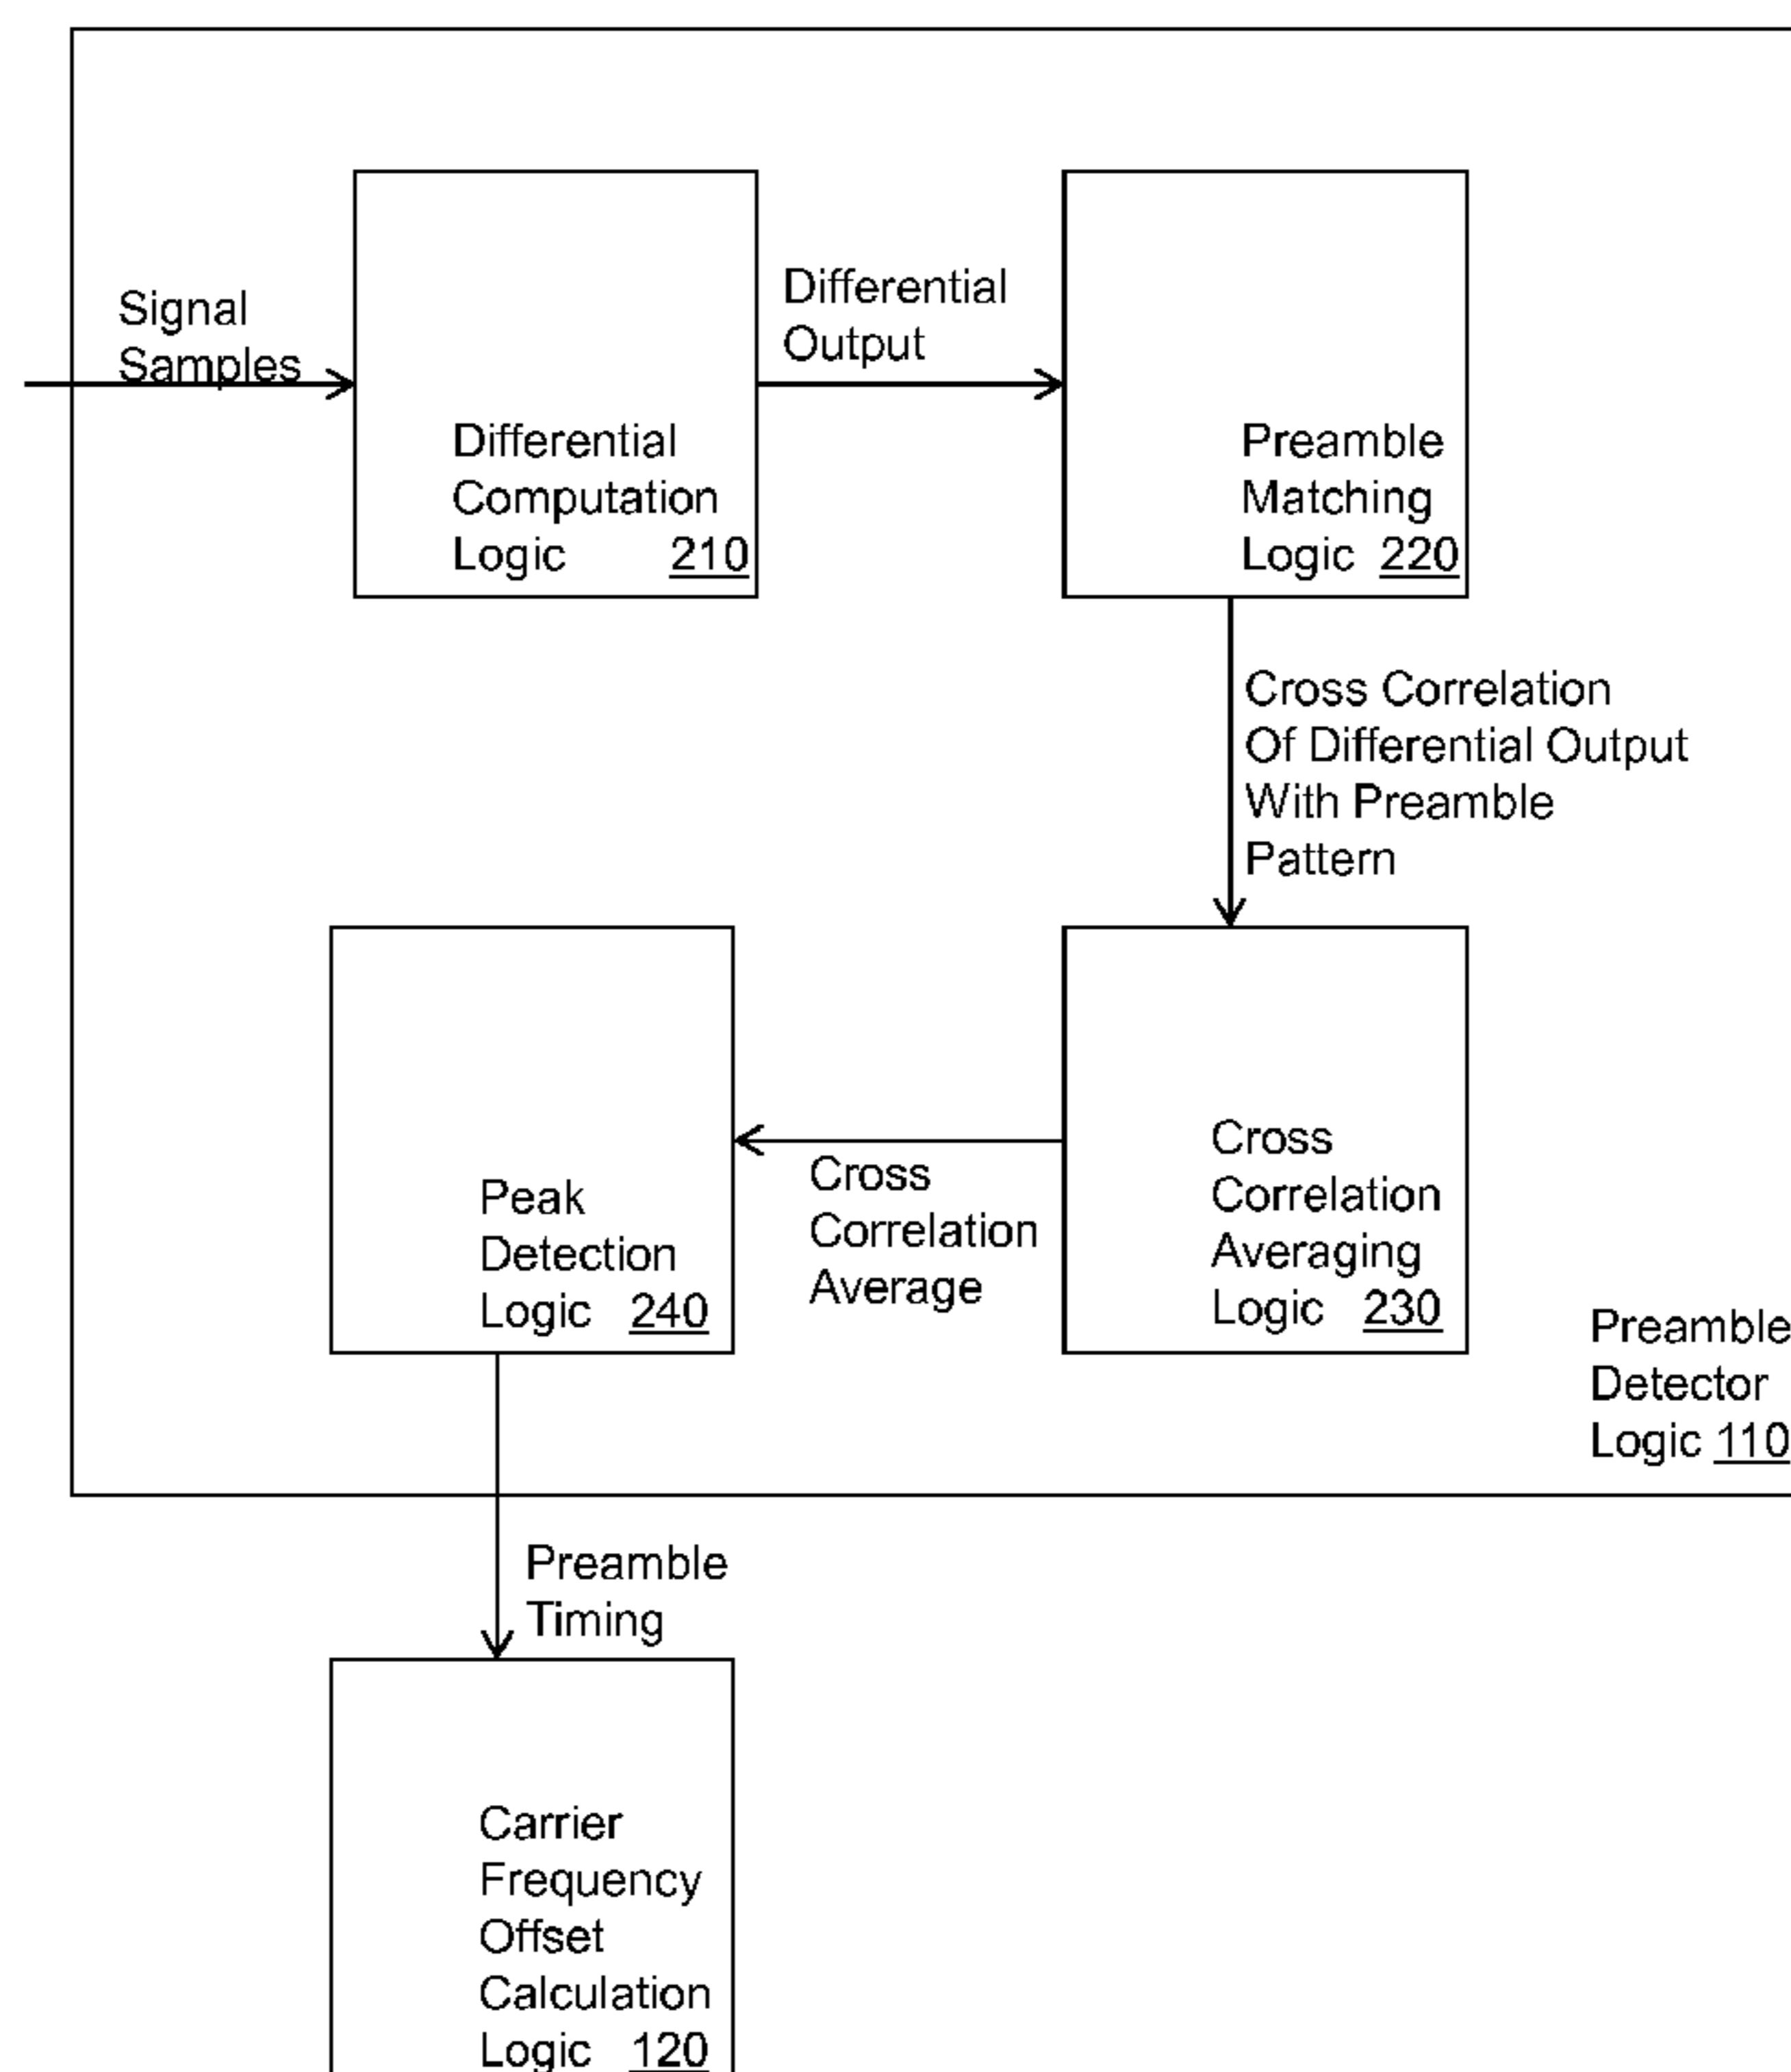 Signal
Samples
Differential
Output
Differential
Computation
Logic 210
Preamble
Matching
Logic 220
Cross Correlation
Of Differential Output
With Preamble
Pattern
Peak
Detection
Logic 240
Cross
Correlation
Average
Cross
Correlation
Averaging
Logic 230
Preamble
Detector
Logic 110
Preamble
Timing
Carrier
Frequency
Offset
Calculation
Logic 120